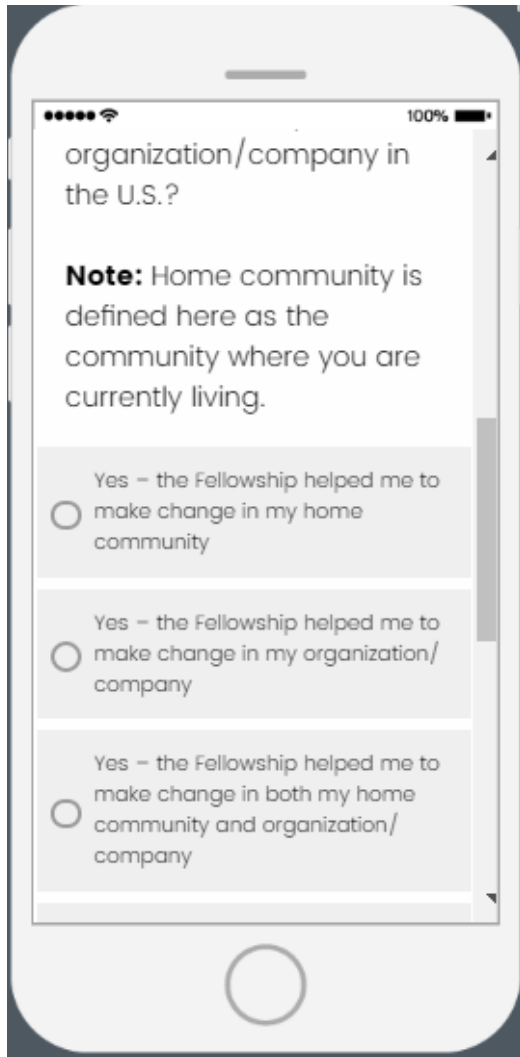 100%
organization/company in
the U.S.?
Note: Home community is
defined here as the
community where you are
currently living.
Yes – the Fellowship helped me to
make change in my home
community
Yes – the Fellowship helped me to
make change in my organization/
company
Yes – the Fellowship helped me to
make change in both my home
community and organization/
company